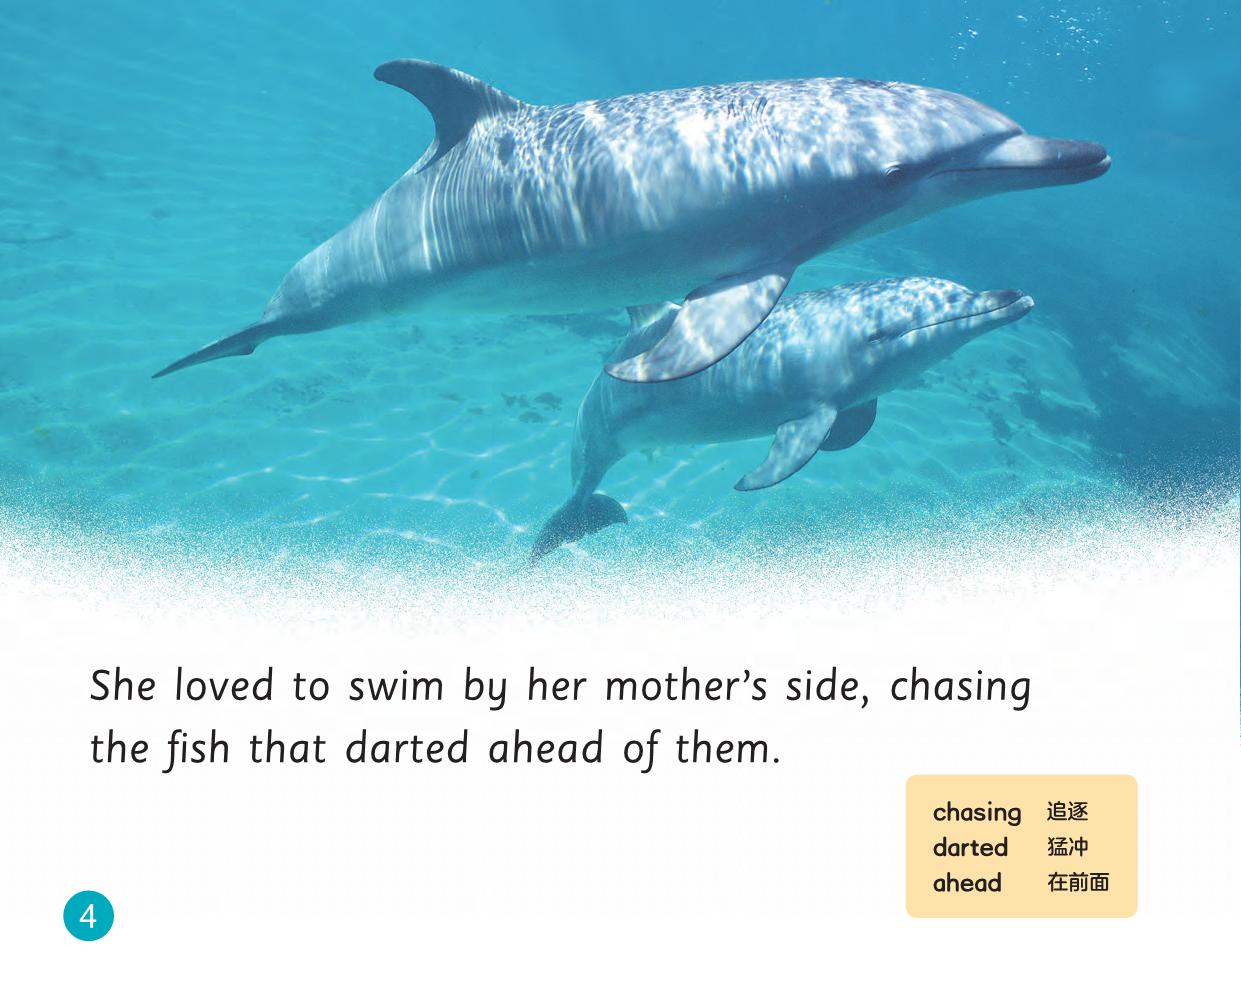 She loved to swim by her mother’s side, chasing
the fish that darted ahead of them.
chasing 追逐
darted 猛冲
ahead 在前面
4